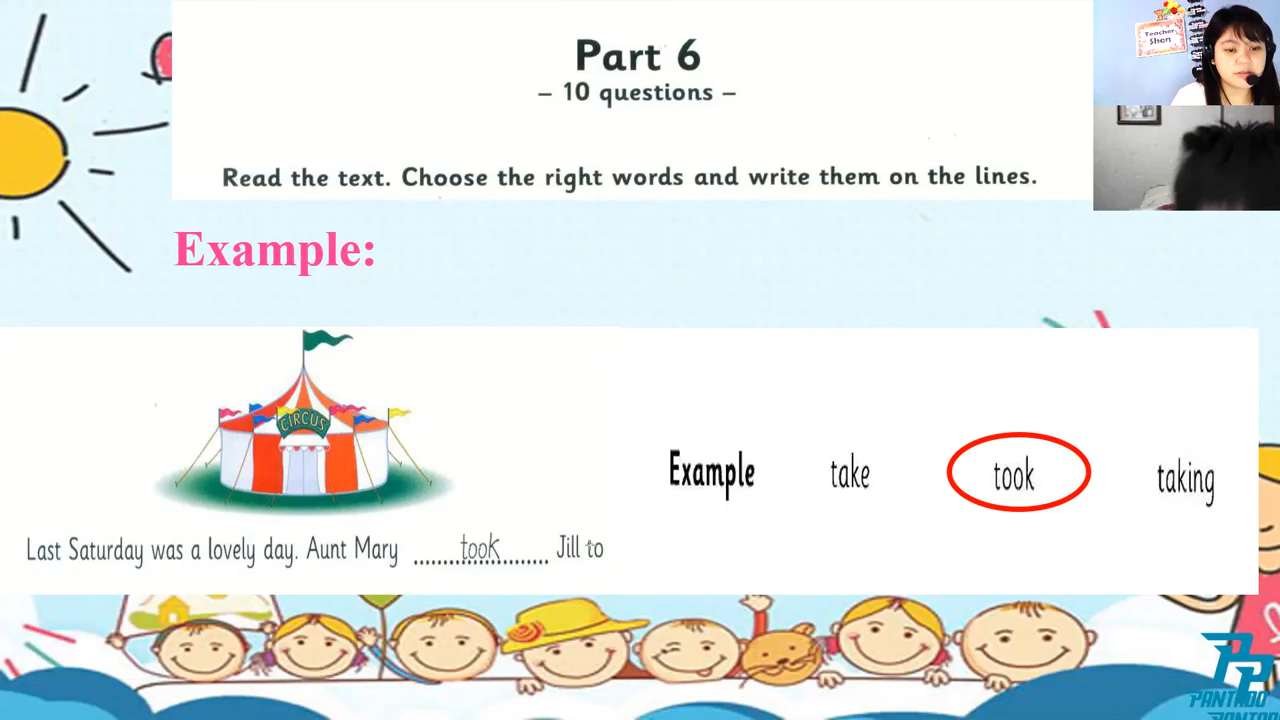 Part 6
– 10 questions –
Read the text. Choose the right words and write them on the lines.
Teacher
Shen
Example:
CIRCUS
Last Saturday was a lovely day. Aunt Mary ......took...... Jill to
Example take took taking
PP